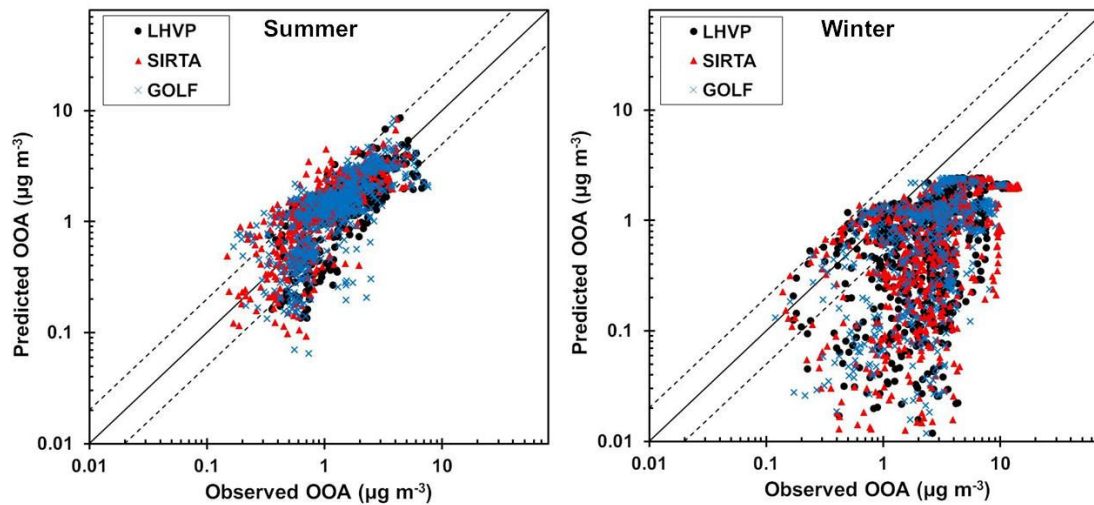 Summer
LHVP
SIRTA
GOLF
10
1
0.1
0.01
0.01
0.1
1
10
Predicted OOA (µg m-3)
Observed OOA (µg m-3)
Winter
LHVP
SIRTA
GOLF
10
1
0.1
0.01
0.01
0.1
1
10
Predicted OOA (µg m-3)
Observed OOA (µg m-3)